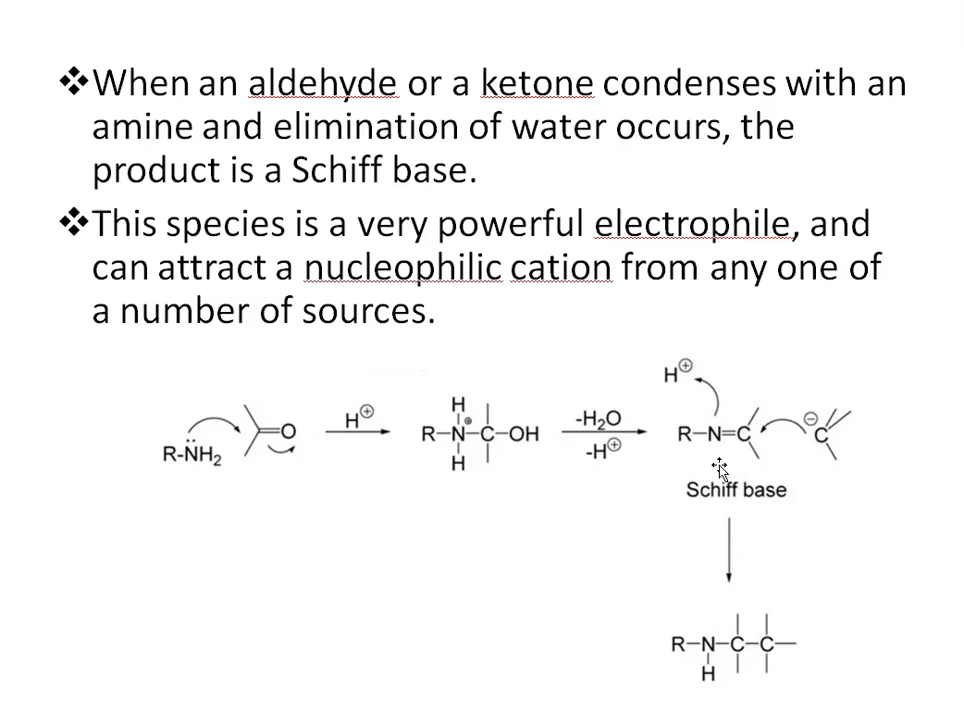 ❖When an aldehyde or a ketone condenses with an
amine and elimination of water occurs, the
product is a Schiff base.
❖This species is a very powerful electrophile, and
can attract a nucleophilic cation from any one of
a number of sources.
R-N̈H₂ =O H⊕ H H R-N⊕-C-OH -H₂O -H⊕ H⊕ R-N=C ⊖C
Schiff base
R-N-C-C-
H